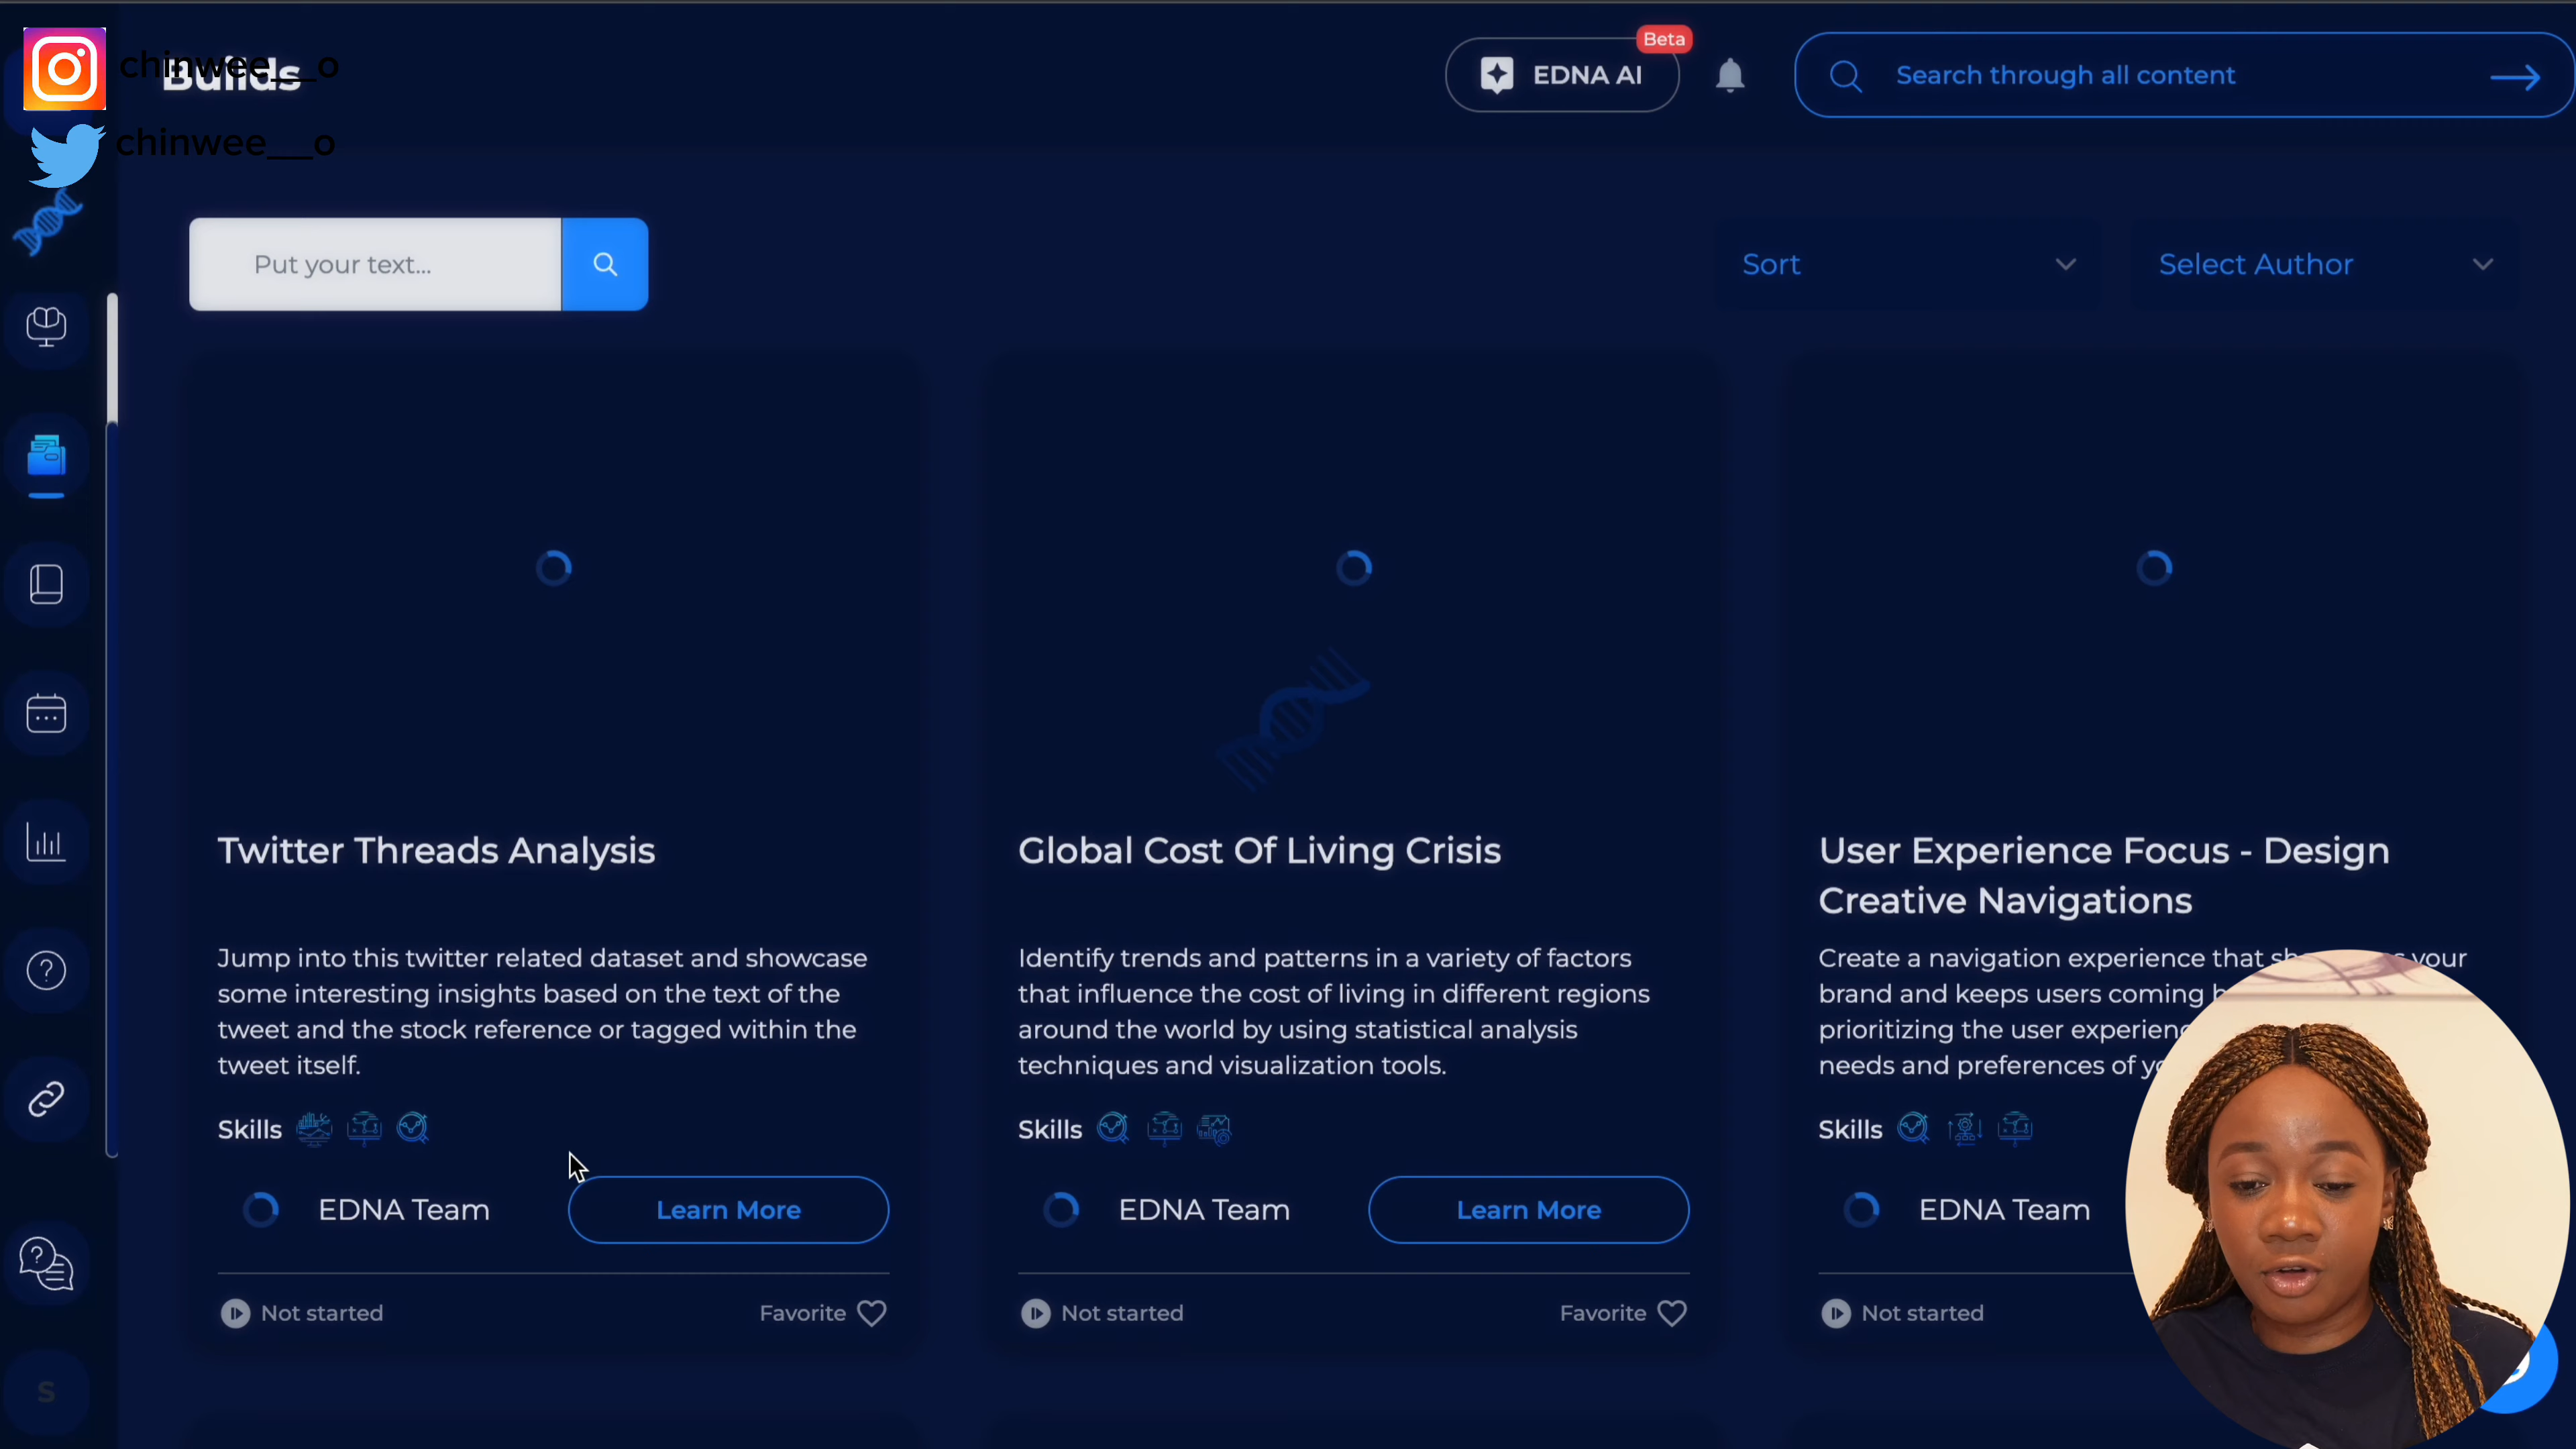 chinwee__o
Builds
chinwee__o
Beta
EDNA AI
Search through all content
Put your text...
Sort
Select Author
Twitter Threads Analysis
Jump into this twitter related dataset and showcase
some interesting insights based on the text of the
tweet and the stock reference or tagged within the
tweet itself.
Skills
EDNA Team
Learn More
Not started
Favorite
Global Cost Of Living Crisis
Identify trends and patterns in a variety of factors
that influence the cost of living in different regions
around the world by using statistical analysis
techniques and visualization tools.
Skills
EDNA Team
Learn More
Not started
Favorite
User Experience Focus - Design
Creative Navigations
Create a navigation experience that your
brand and keeps users coming
prioritizing the user
needs and preferences of
Skills
EDNA Team
Not started
S